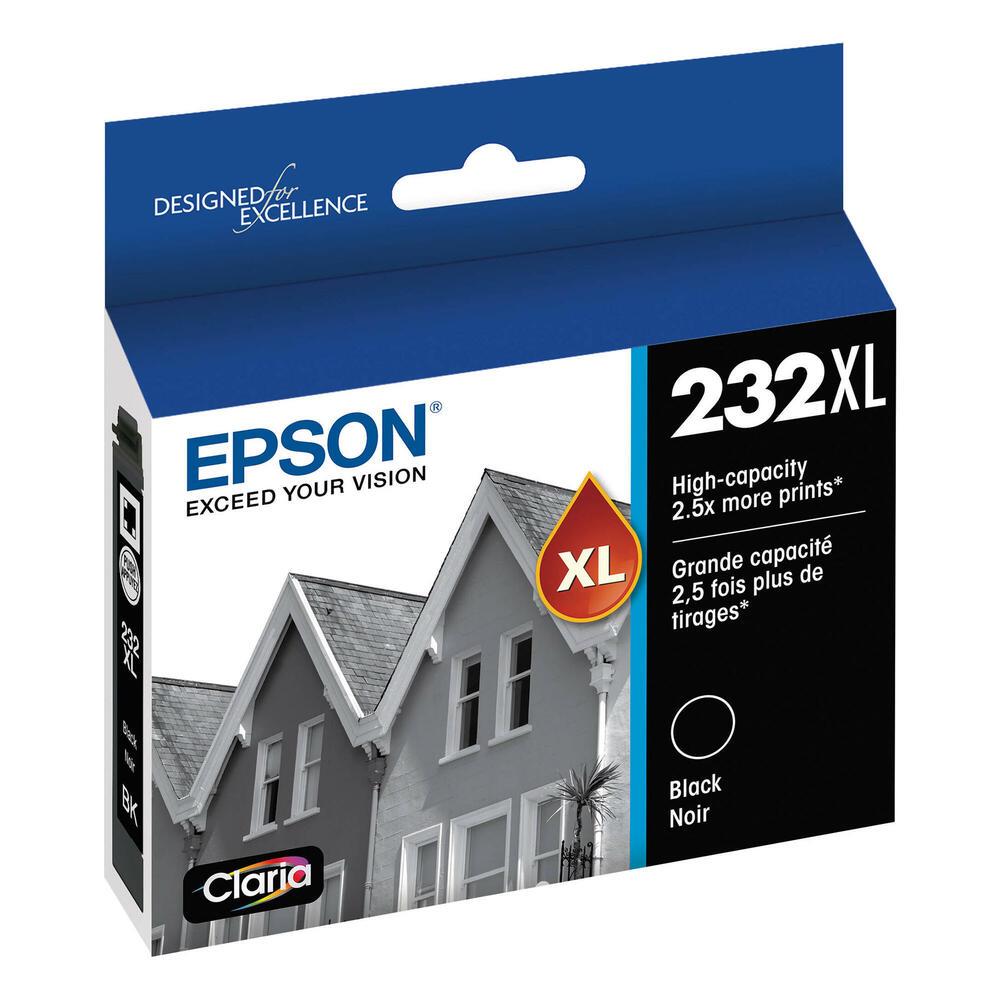 DESIGNED for
EXCELLENCE
EPSON®
EXCEED YOUR VISION
XL
Claria
232XL
High-capacity
2.5x more prints*
Grande capacité
2,5 fois plus de
tirages*
Black
Noir
232
XL
Black
Noir
BK